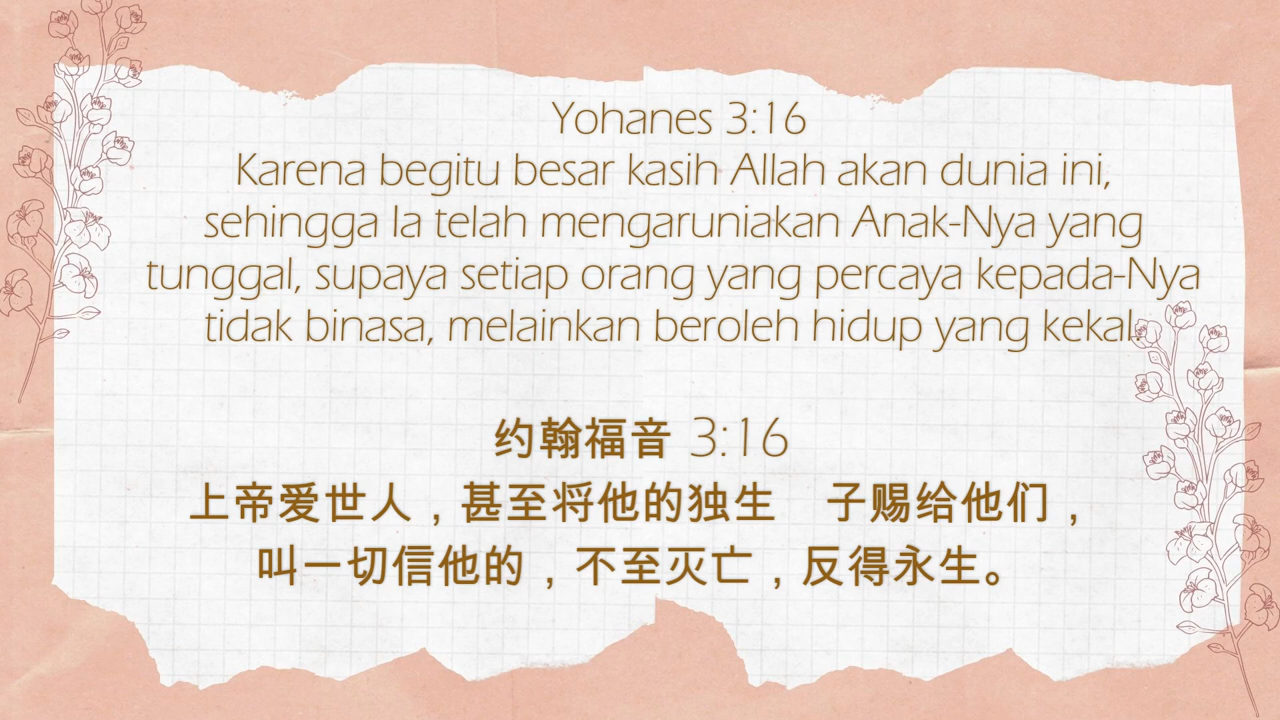 Yohanes 3:16
Karena begitu besar kasih Allah akan dunia ini,
sehingga Ia telah mengaruniakan Anak-Nya yang
tunggal, supaya setiap orang yang percaya kepada-Nya
tidak binasa, melainkan beroleh hidup yang kekal.
约翰福音 3:16
上帝爱世人，甚至将他的独生　子赐给他们，
叫一切信他的，不至灭亡，反得永生。